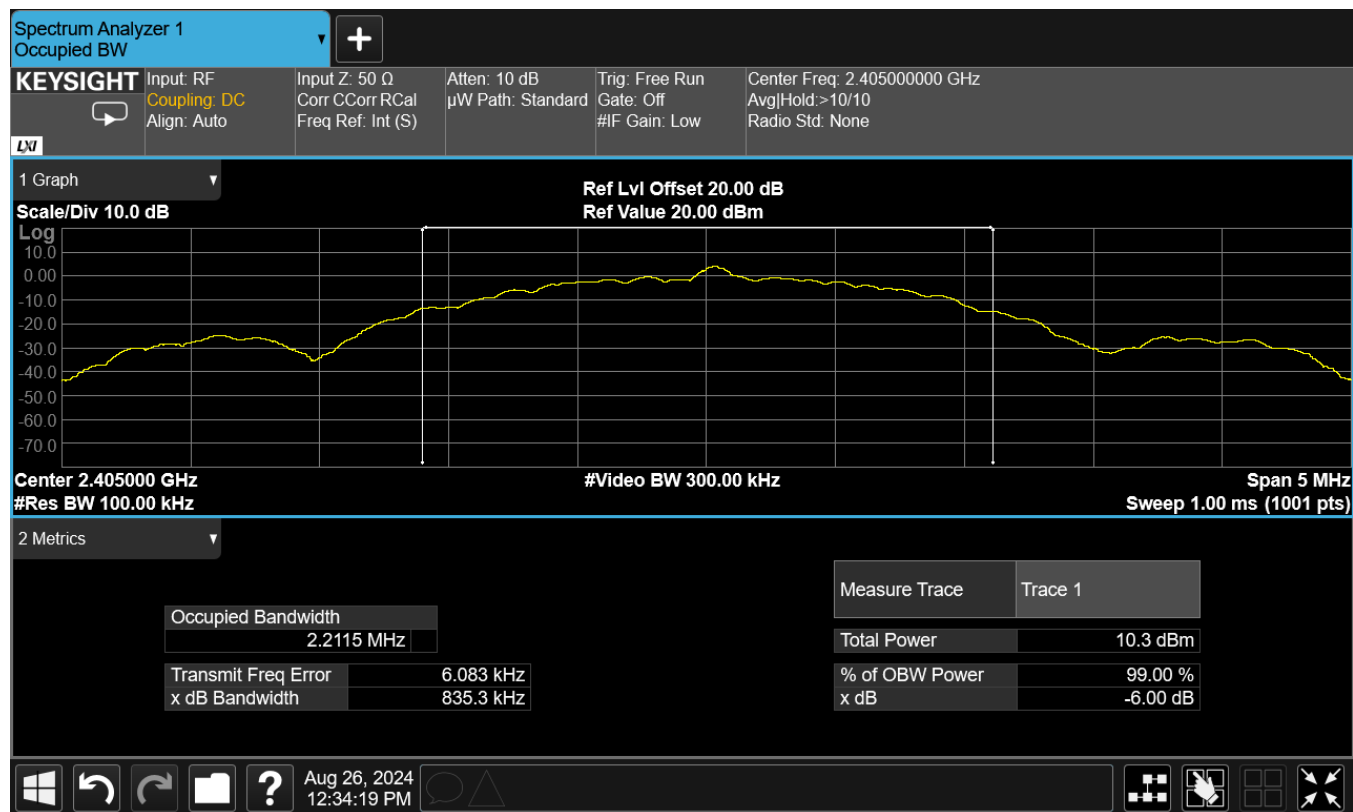 Spectrum Analyzer 1
Occupied BW
+
KEYSIGHT
LXI
Input: RF
Coupling: DC
Align: Auto
Input Z: 50 Ω
Corr CCorr RCal
Freq Ref: Int (S)
Atten: 10 dB
µW Path: Standard
Trig: Free Run
Gate: Off
#IF Gain: Low
Center Freq: 2.405000000 GHz
Avg|Hold:>10/10
Radio Std: None
1 Graph
Scale/Div 10.0 dB
Ref Lvl Offset 20.00 dB
Ref Value 20.00 dBm
Log
10.0
0.00
-10.0
-20.0
-30.0
-40.0
-50.0
-60.0
-70.0
Center 2.405000 GHz
#Video BW 300.00 kHz
Span 5 MHz
#Res BW 100.00 kHz
Sweep 1.00 ms (1001 pts)
2 Metrics
Occupied Bandwidth
2.2115 MHz
Transmit Freq Error 6.083 kHz
x dB Bandwidth 835.3 kHz
Measure Trace Trace 1
Total Power 10.3 dBm
% of OBW Power 99.00 %
x dB -6.00 dB
?
Aug 26, 2024
12:34:19 PM